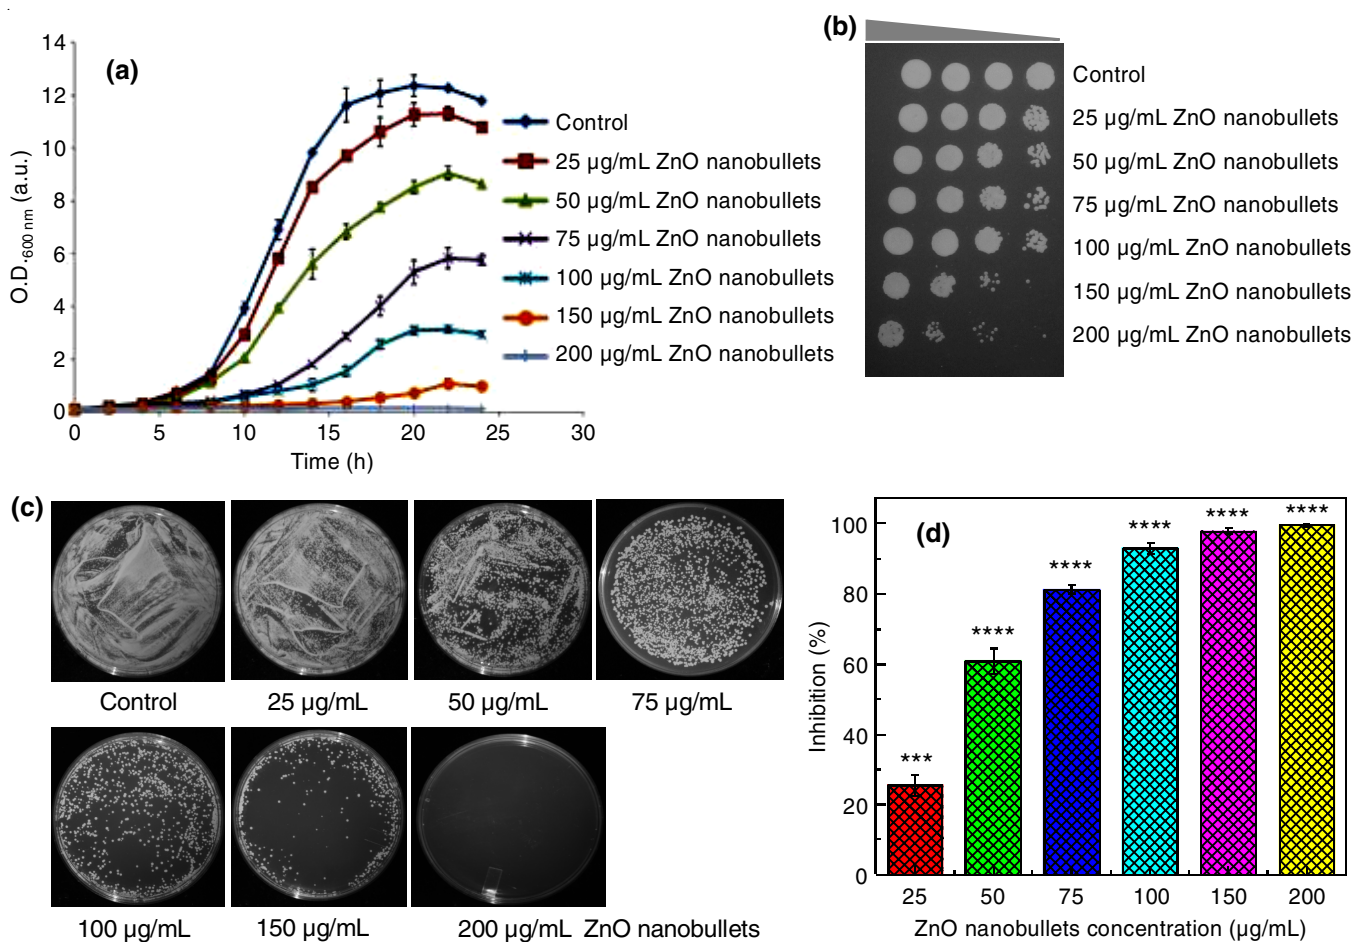 (a)
14
12
10
8
6
4
2
0
O.D.600 nm (a.u.)
0 5 10 15 20 25 30
Time (h)
Control
25 µg/mL ZnO nanobullets
50 µg/mL ZnO nanobullets
75 µg/mL ZnO nanobullets
100 µg/mL ZnO nanobullets
150 µg/mL ZnO nanobullets
200 µg/mL ZnO nanobullets
(b)
Control
25 µg/mL ZnO nanobullets
50 µg/mL ZnO nanobullets
75 µg/mL ZnO nanobullets
100 µg/mL ZnO nanobullets
150 µg/mL ZnO nanobullets
200 µg/mL ZnO nanobullets
(c)
Control 25 µg/mL 50 µg/mL 75 µg/mL
100 µg/mL 150 µg/mL 200 µg/mL ZnO nanobullets
(d)
100
80
60
40
20
0
Inhibition (%)
*** **** **** **** **** ****
25 50 75 100 150 200
ZnO nanobullets concentration (µg/mL)